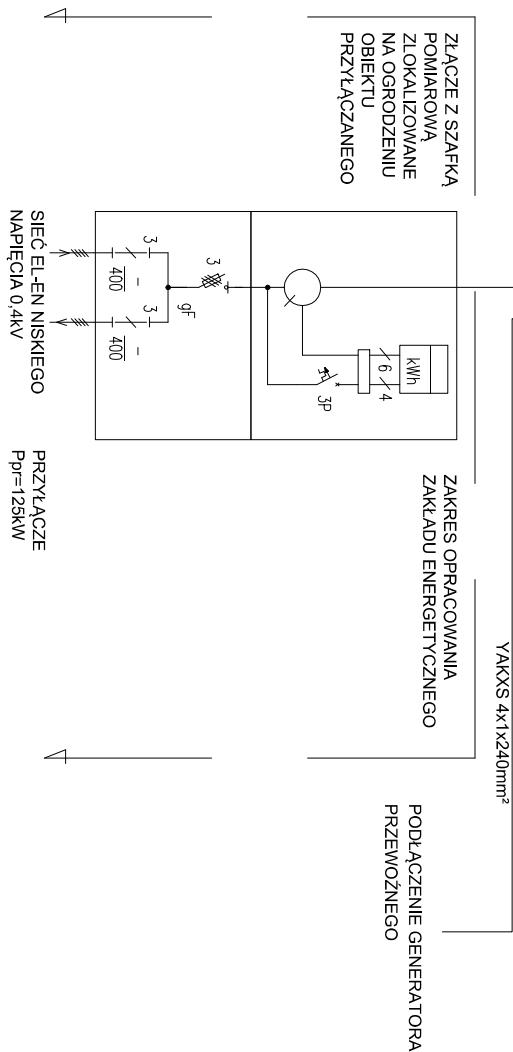 ZŁĄCZE Z SZAFKĄ
POMIAROWĄ
ZLOKALIZOWANE
NA OGRODZENIU
OBIEKTU
PRZYŁĄCZANEGO
kWh
6
4
3P
3
gF
3
400
3
400
SIEĆ EL-EN NISKIEGO
NAPIĘCIA 0,4kV
PRZYŁĄCZE
Ppr=125kW
ZAKRES OPRACOWANIA
ZAKŁADU ENERGETYCZNEGO
YAKXS 4x1x240mm²
PODŁĄCZENIE GENERATORA
PRZEWOŹNEGO